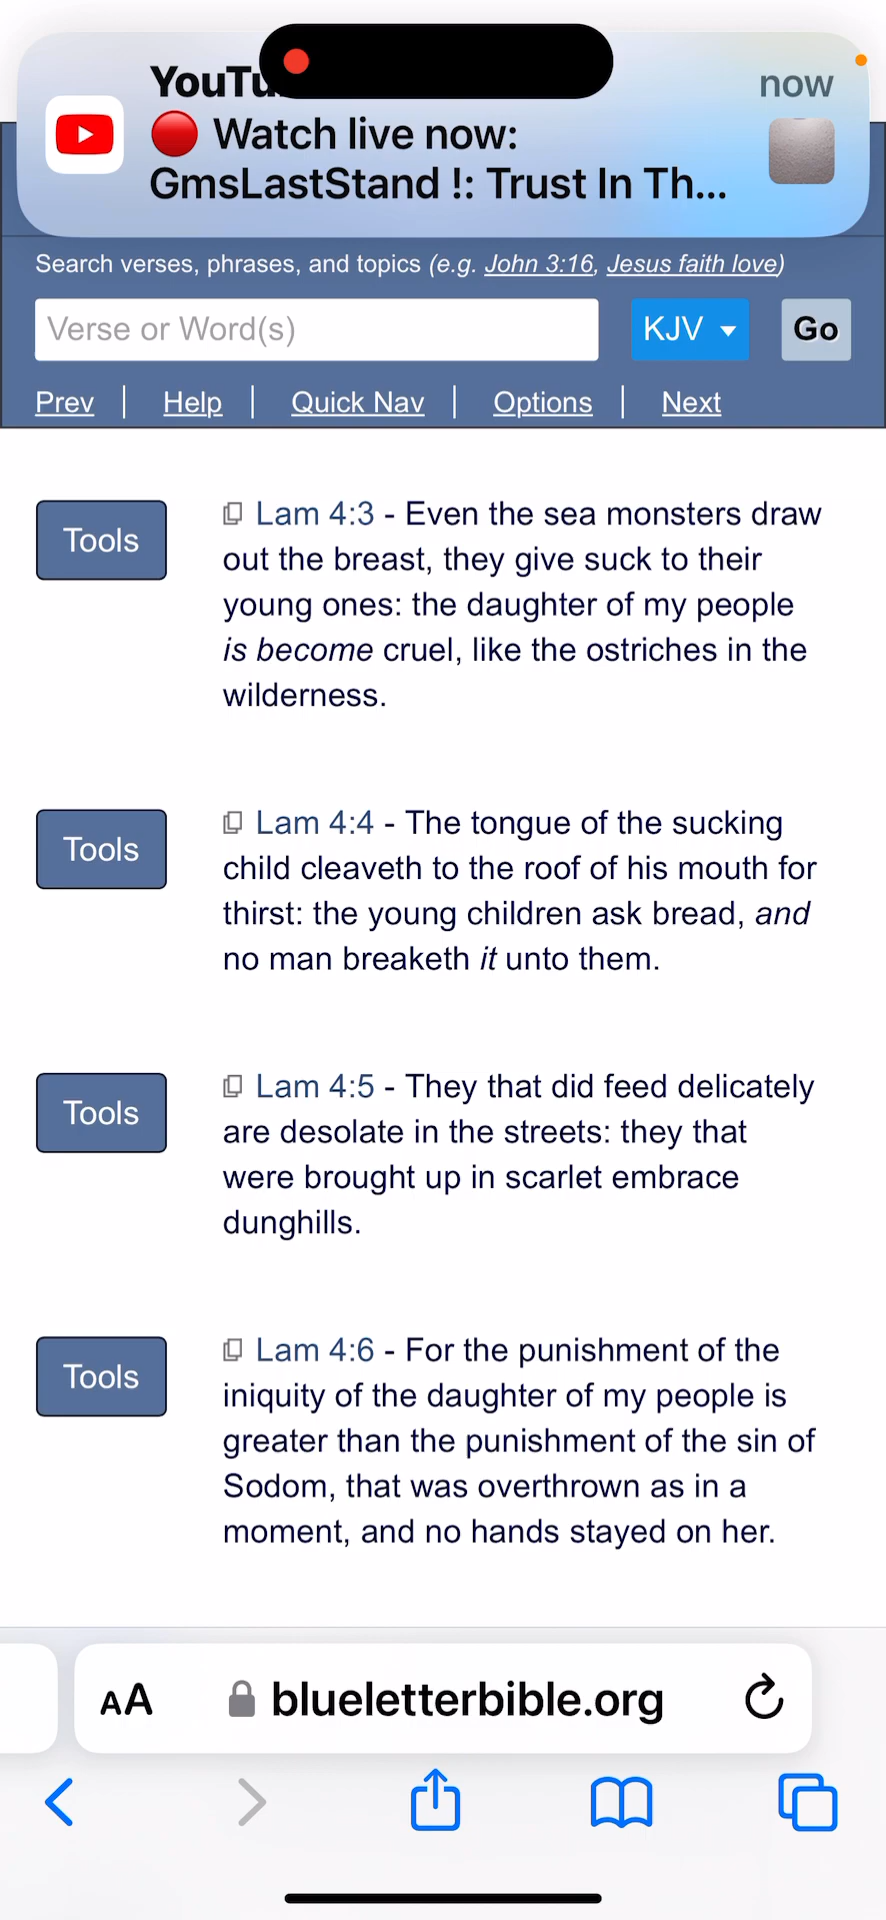 now
🔴 Watch live now:
GmsLastStand !: Trust In Th...
Search verses, phrases, and topics (e.g. John 3:16, Jesus faith love)
Verse or Word(s)
KJV
Go
Prev | Help | Quick Nav | Options | Next
Tools
Lam 4:3 - Even the sea monsters draw
out the breast, they give suck to their
young ones: the daughter of my people
is become cruel, like the ostriches in the
wilderness.
Tools
Lam 4:4 - The tongue of the sucking
child cleaveth to the roof of his mouth for
thirst: the young children ask bread, and
no man breaketh it unto them.
Tools
Lam 4:5 - They that did feed delicately
are desolate in the streets: they that
were brought up in scarlet embrace
dunghills.
Tools
Lam 4:6 - For the punishment of the
iniquity of the daughter of my people is
greater than the punishment of the sin of
Sodom, that was overthrown as in a
moment, and no hands stayed on her.
AA
blueletterbible.org